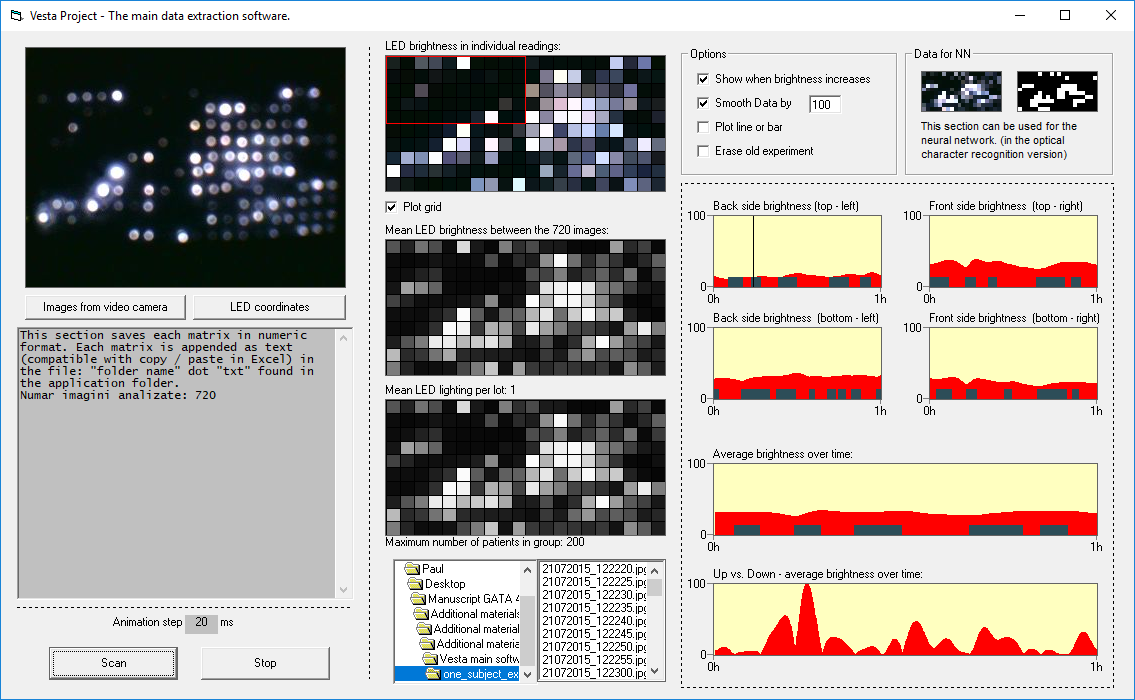 Vesta Project - The main data extraction software.
Images from video camera
LED coordinates
This section saves each matrix in numeric
format. Each matrix is appended as text
(compatible with copy / paste in Excel) in
the file: "folder name" dot "txt" found in
the application folder.
Numar imagini analizate: 720
Animation step 20 ms
Scan
Stop
LED brightness in individual readings:
Plot grid
Mean LED brightness between the 720 images:
Mean LED lighting per lot: 1
Maximum number of patients in group: 200
Paul
Desktop
Manuscript GATA 4
Additional materials
Additional material
Additional materia
Vesta main softw
one_subject_ex
21072015_122220.jpg
21072015_122225.jpg
21072015_122230.jpg
21072015_122235.jpg
21072015_122240.jpg
21072015_122245.jpg
21072015_122250.jpg
21072015_122255.jpg
21072015_122300.jpg
Options
Show when brightness increases
Smooth Data by 100
Plot line or bar
Erase old experiment
Data for NN
This section can be used for the
neural network. (in the optical
character recognition version)
Back side brightness (top - left)
100
0
0h 1h
Front side brightness (top - right)
100
0
0h 1h
Back side brightness (bottom - left)
100
0
0h 1h
Front side brightness (bottom - right)
100
0
0h 1h
Average brightness over time:
100
0
0h 1h
Up vs. Down - average brightness over time:
100
0
0h 1h